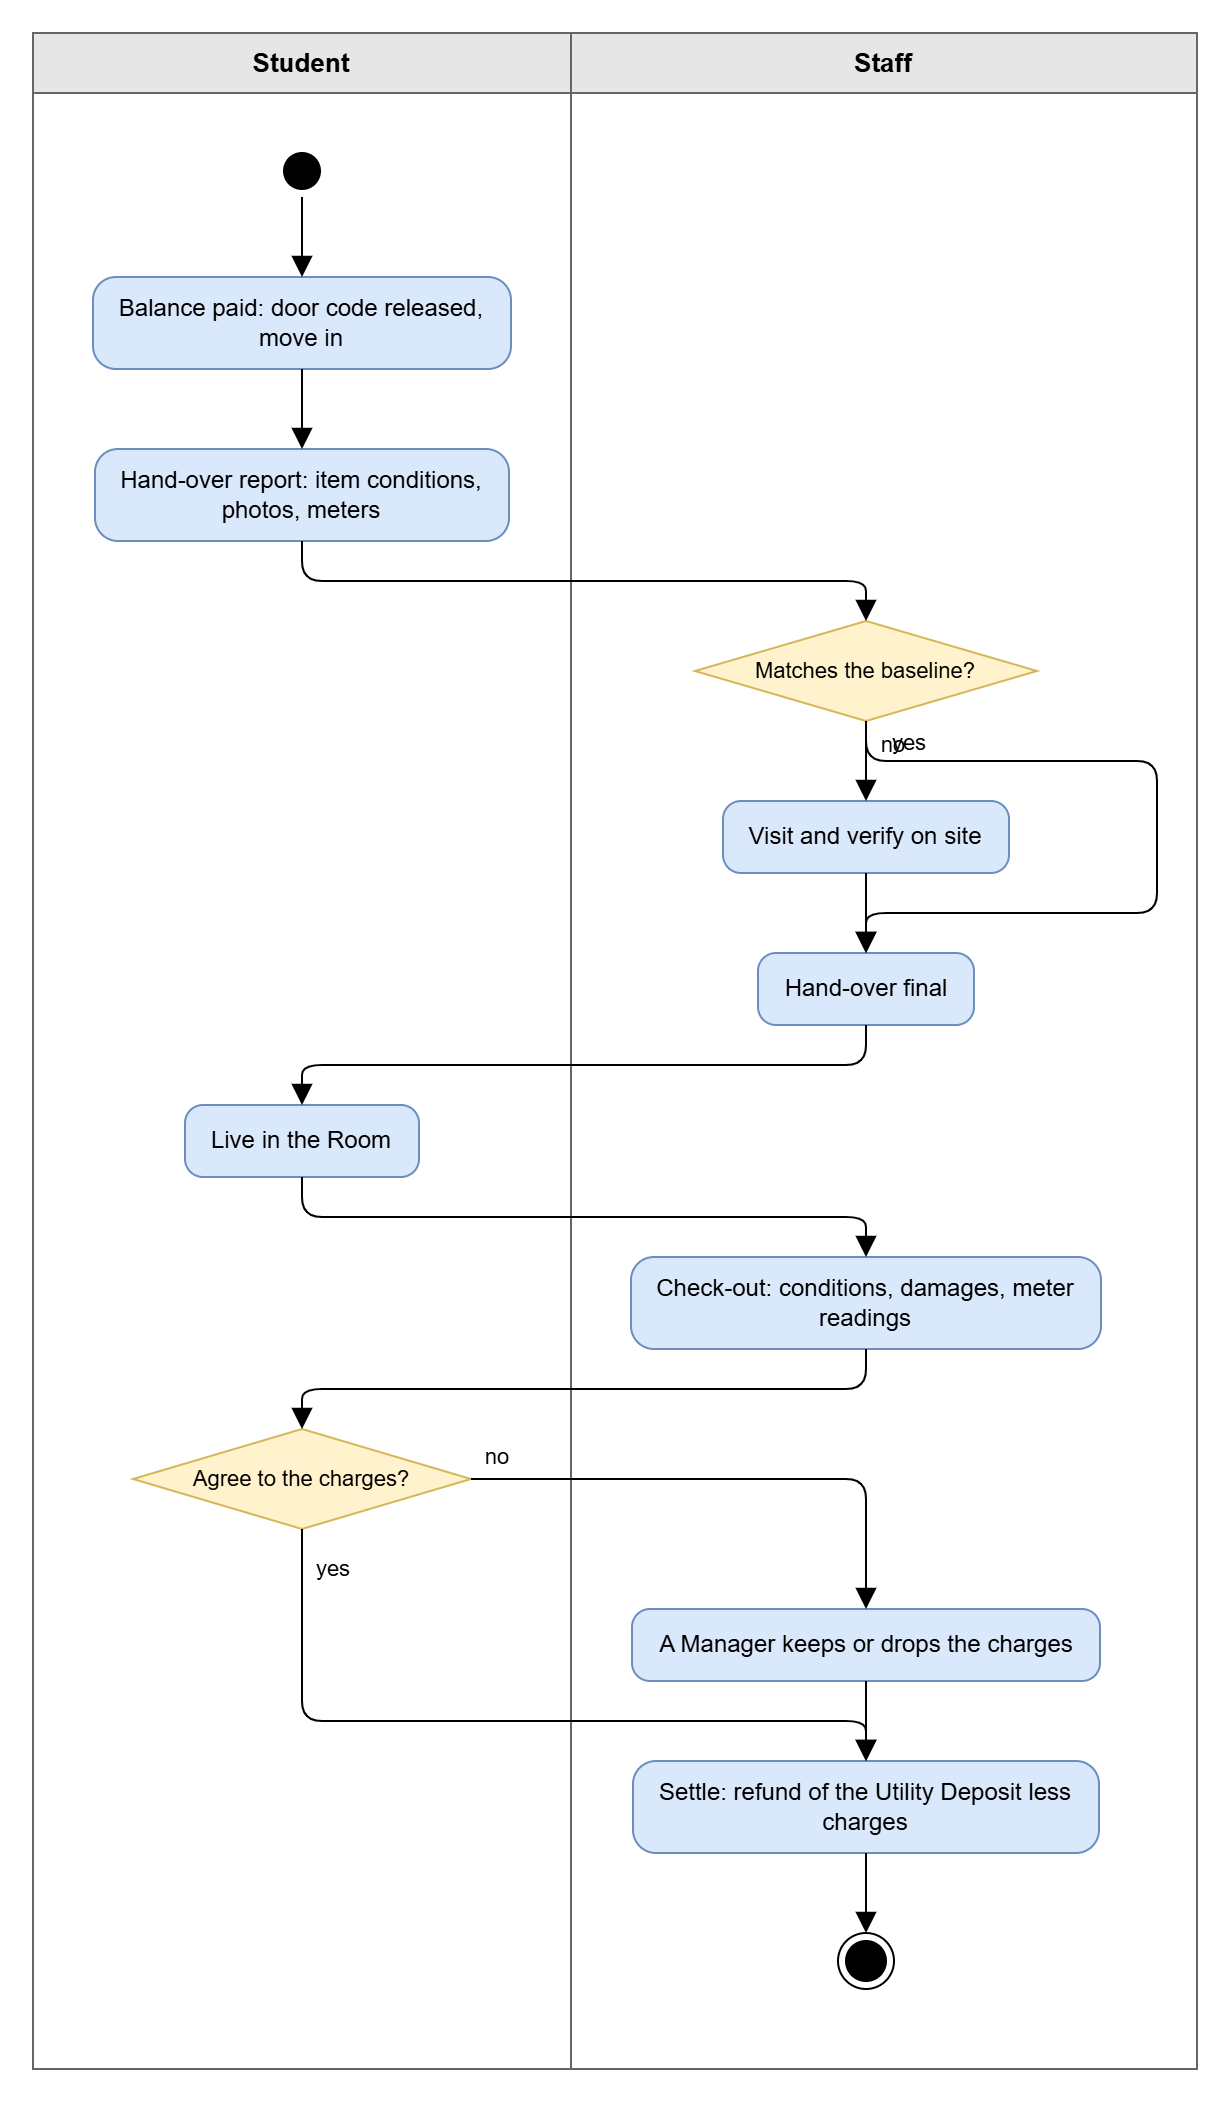 Student
Staff
Balance paid: door code released,
move in
Hand-over report: item conditions,
photos, meters
Matches the baseline?
no
yes
Visit and verify on site
Hand-over final
Live in the Room
Check-out: conditions, damages, meter
readings
Agree to the charges?
no
yes
A Manager keeps or drops the charges
Settle: refund of the Utility Deposit less
charges